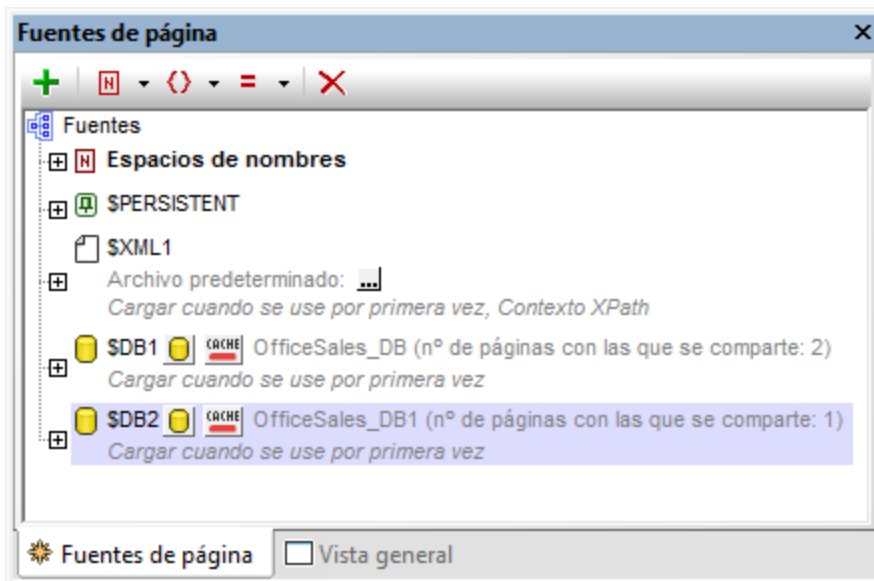 Fuentes de página
Fuentes
Espacios de nombres
$PERSISTENT
$XML1
Archivo predeterminado: ...
Cargar cuando se use por primera vez, Contexto XPath
$DB1 CACHE OfficeSales_DB (nº de páginas con las que se comparte: 2)
Cargar cuando se use por primera vez
$DB2 CACHE OfficeSales_DB1 (nº de páginas con las que se comparte: 1)
Cargar cuando se use por primera vez
Fuentes de página Vista general